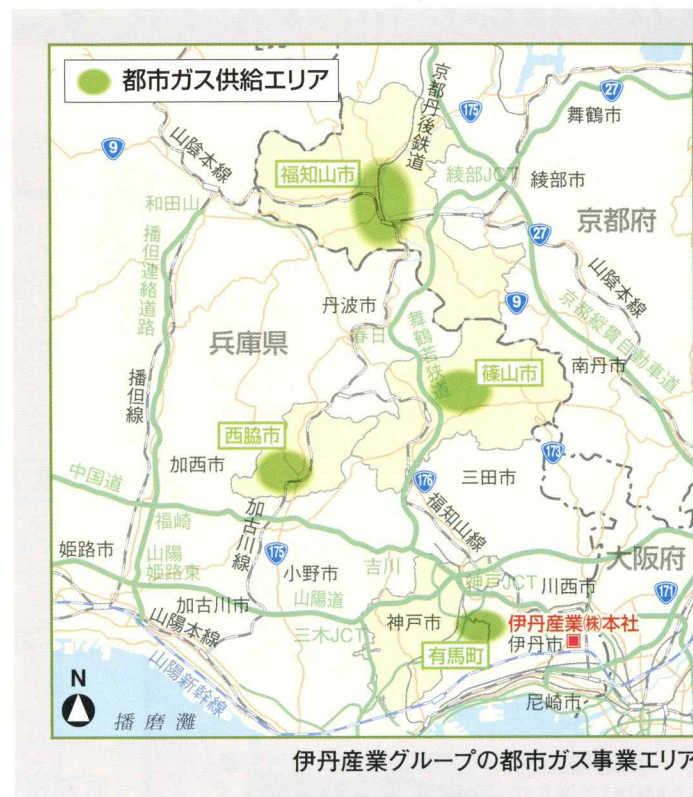 都市ガス供給エリア
京都丹後鉄道
175
27
舞鶴市
9
山陰本線
福知山市
綾部JCT
綾部市
和田山
京都府
27
播但連絡道路
山陰本線
丹波市
9
兵庫県
春日
舞鶴若狭道
京都縦貫自動車道
播但線
篠山市
南丹市
西脇市
加西市
173
中国道
176
三田市
福崎
加古川線
福知山線
姫路市
175
大阪府
山陽姫路東
小野市
吉川
神戸JCT
川西市
171
加古川市
山陽道
山陽本線
三木JCT
神戸市
伊丹産業㈱本社
伊丹市
有馬町
山陽新幹線
N
尼崎市
播磨灘
伊丹産業グループの都市ガス事業エリア